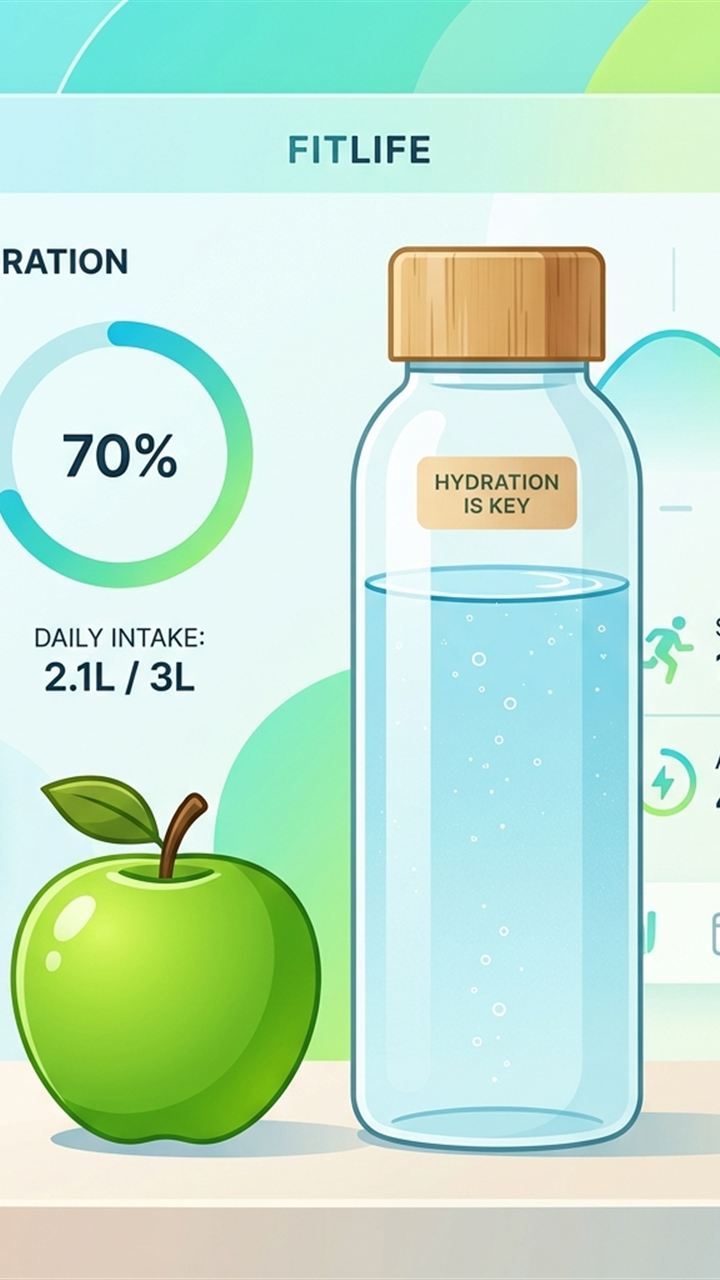 FITLIFE
RATION
70%
DAILY INTAKE:
2.1L / 3L
HYDRATION
IS KEY